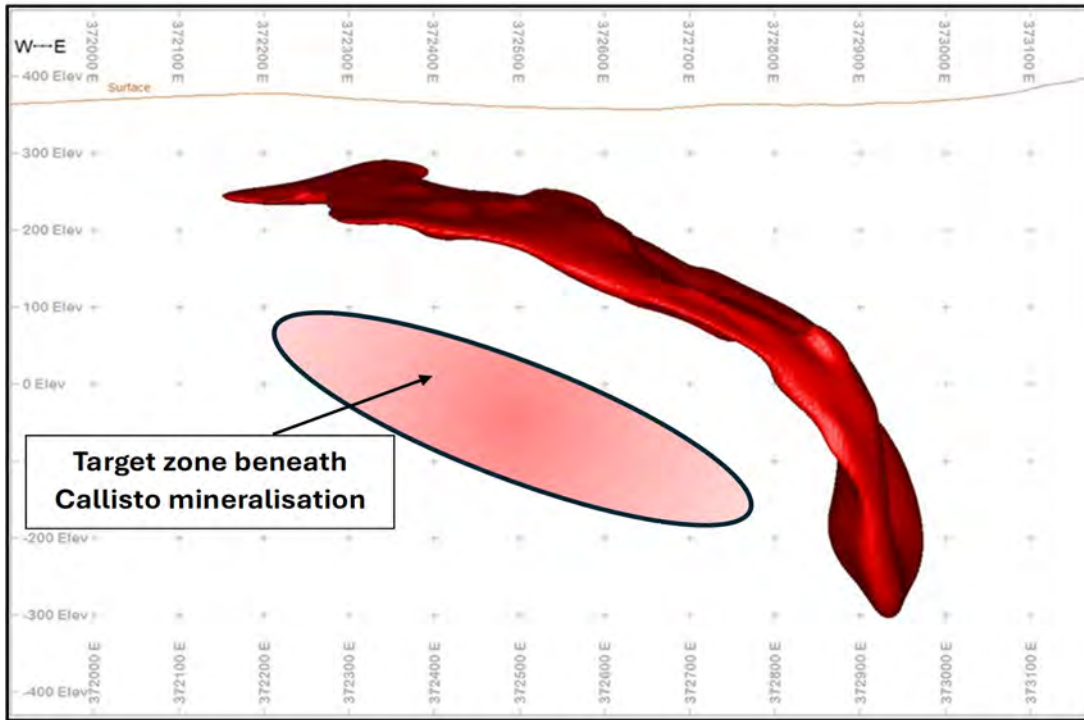 372000 E 372100 E 372200 E 372300 E 372400 E 372500 E 372600 E 372700 E 372800 E 372900 E 373000 E 373100 E
W↔E
400 Elev
Surface
300 Elev
200 Elev
100 Elev
0 Elev
Target zone beneath
Callisto mineralisation
-200 Elev
-300 Elev
-400 Elev
372000 E 372100 E 372200 E 372300 E 372400 E 372500 E 372600 E 372700 E 372800 E 372900 E 373000 E 373100 E